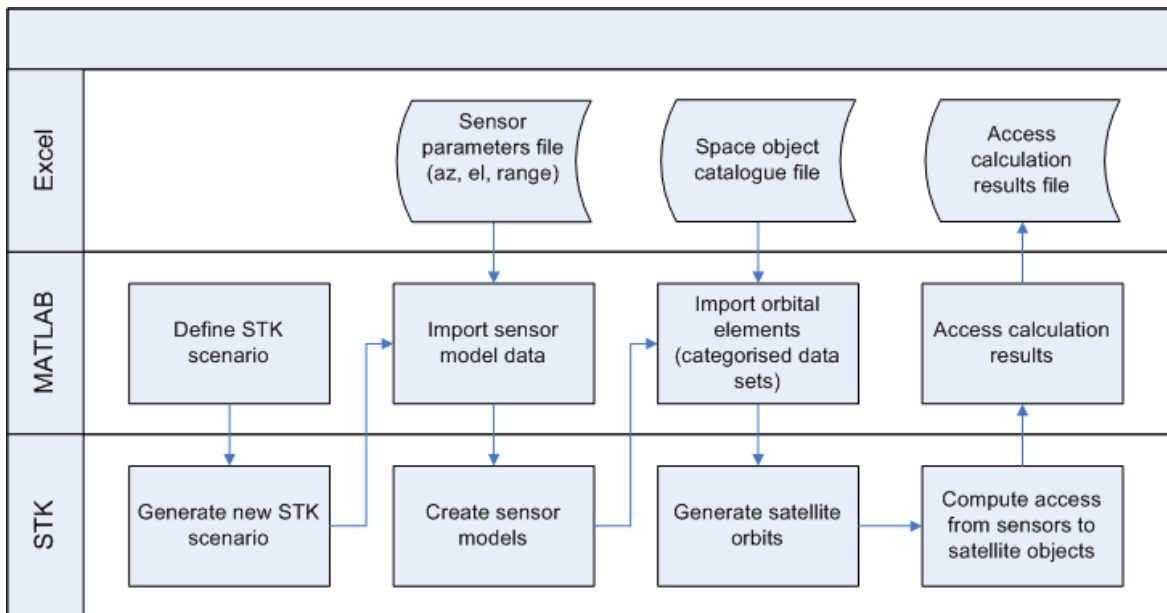 Excel
Sensor
parameters file
(az, el, range)
Space object
catalogue file
Access
calculation
results file
MATLAB
Define STK
scenario
Import sensor
model data
Import orbital
elements
(categorised data
sets)
Access calculation
results
STK
Generate new STK
scenario
Create sensor
models
Generate satellite
orbits
Compute access
from sensors to
satellite objects